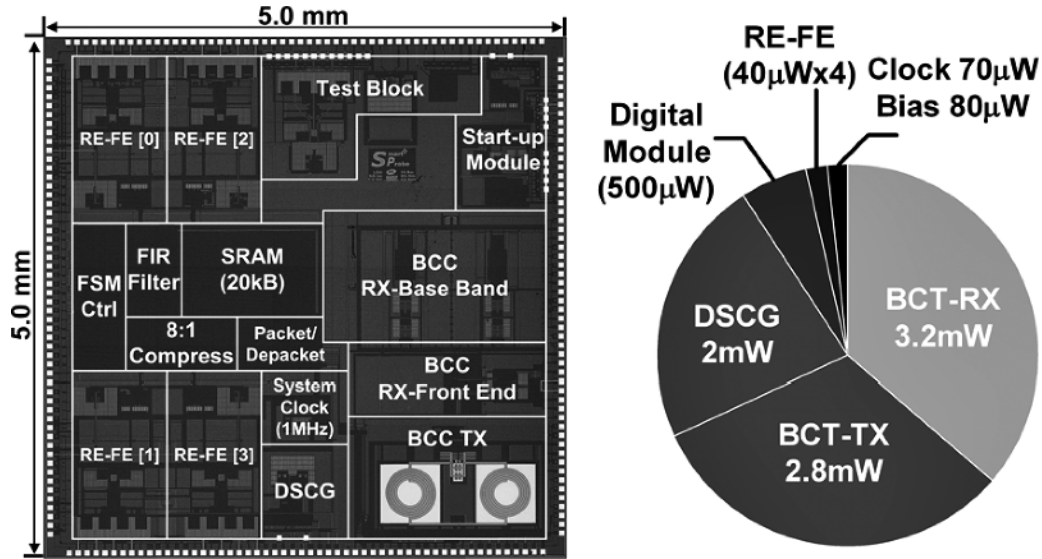 5.0 mm
5.0 mm
RE-FE [0]
RE-FE [2]
Test Block
Start-up
Module
FSM
Ctrl
FIR
Filter
SRAM
(20kB)
BCC
RX-Base Band
8:1
Compress
Packet/
Depacket
BCC
RX-Front End
System
Clock
(1MHz)
RE-FE [1]
RE-FE [3]
DSCG
BCC TX
RE-FE
(40μWx4)
Clock 70μW
Bias 80μW
Digital
Module
(500μW)
DSCG
2mW
BCT-RX
3.2mW
BCT-TX
2.8mW